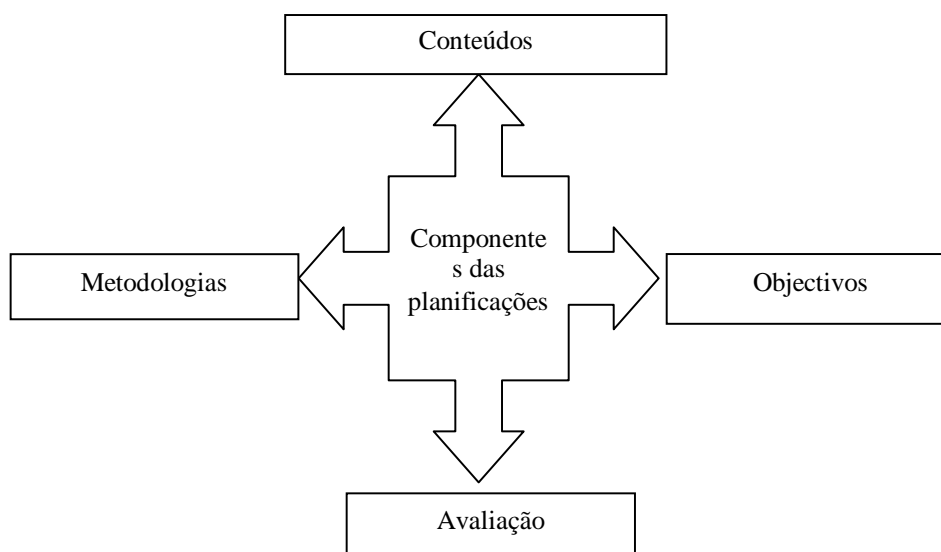 Conteúdos
Componente
s das
planificações
Metodologias
Objectivos
Avaliação